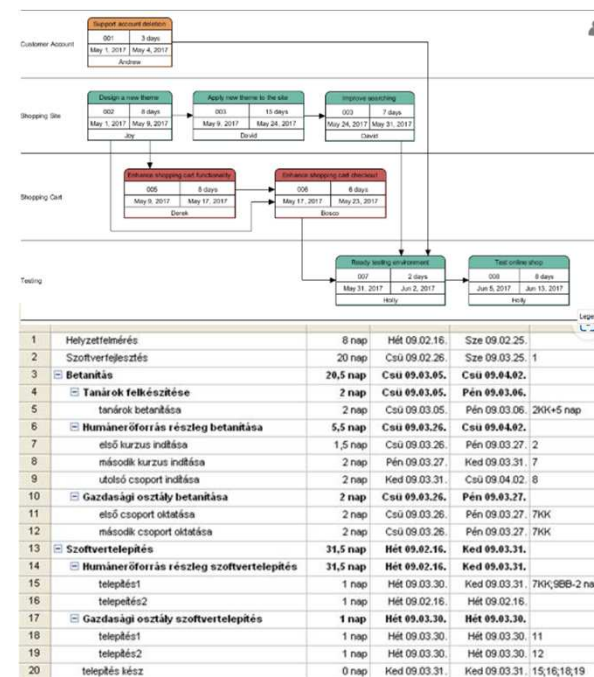 Support account deletion
001 3 days
May 1, 2017 May 4, 2017
Andrew
Customer Account
Design a new theme
002 8 days
May 1, 2017 May 9, 2017
Joy
Apply new theme to the site
003 15 days
May 9, 2017 May 24, 2017
David
Improve searching
003 7 days
May 24, 2017 May 31, 2017
David
Shopping Site
Enhance shopping cart functionality
005 8 days
May 9, 2017 May 17, 2017
Derek
Enhance shopping cart checkout
006 6 days
May 17, 2017 May 23, 2017
Bosco
Shopping Cart
Ready testing environment
007 2 days
May 31, 2017 Jun 2, 2017
Holly
Test online shop
008 8 days
Jun 5, 2017 Jun 13, 2017
Holly
Testing
Lege
1 Helyzetfelmérés 8 nap Hét 09.02.16. Sze 09.02.25.
2 Szoftverfejlesztés 20 nap Csü 09.02.26. Sze 09.03.25. 1
3 Betanítás 20,5 nap Csü 09.03.05. Csü 09.04.02.
4 Tanárok felkészítése 2 nap Csü 09.03.05. Pén 09.03.06.
5 tanárok betanítása 2 nap Csü 09.03.05. Pén 09.03.06. 2KK+5 nap
6 Humánerőforrás részleg betanítása 5,5 nap Csü 09.03.26. Csü 09.04.02.
7 első kurzus indítása 1,5 nap Csü 09.03.26. Pén 09.03.27. 2
8 második kurzus indítása 2 nap Pén 09.03.27. Ked 09.03.31. 7
9 utolsó csoport indítása 2 nap Ked 09.03.31. Csü 09.04.02. 8
10 Gazdasági osztály betanítása 2 nap Csü 09.03.26. Pén 09.03.27.
11 első csoport oktatása 2 nap Csü 09.03.26. Pén 09.03.27. 7KK
12 második csoport oktatása 2 nap Csü 09.03.26. Pén 09.03.27. 7KK
13 Szoftvertelepítés 31,5 nap Hét 09.02.16. Ked 09.03.31.
14 Humánerőforrás részleg szoftvertelepítés 31,5 nap Hét 09.02.16. Ked 09.03.31.
15 telepítés1 1 nap Hét 09.03.30. Ked 09.03.31. 7KK;9BB-2 na
16 telepeítés2 1 nap Hét 09.02.16. Hét 09.02.16.
17 Gazdasági osztály szoftvertelepítés 1 nap Hét 09.03.30. Hét 09.03.30.
18 telepítés1 1 nap Hét 09.03.30. Hét 09.03.30. 11
19 telepítés2 1 nap Hét 09.03.30. Hét 09.03.30. 12
20 telepítés kész 0 nap Ked 09.03.31. Ked 09.03.31. 15;16;18;19